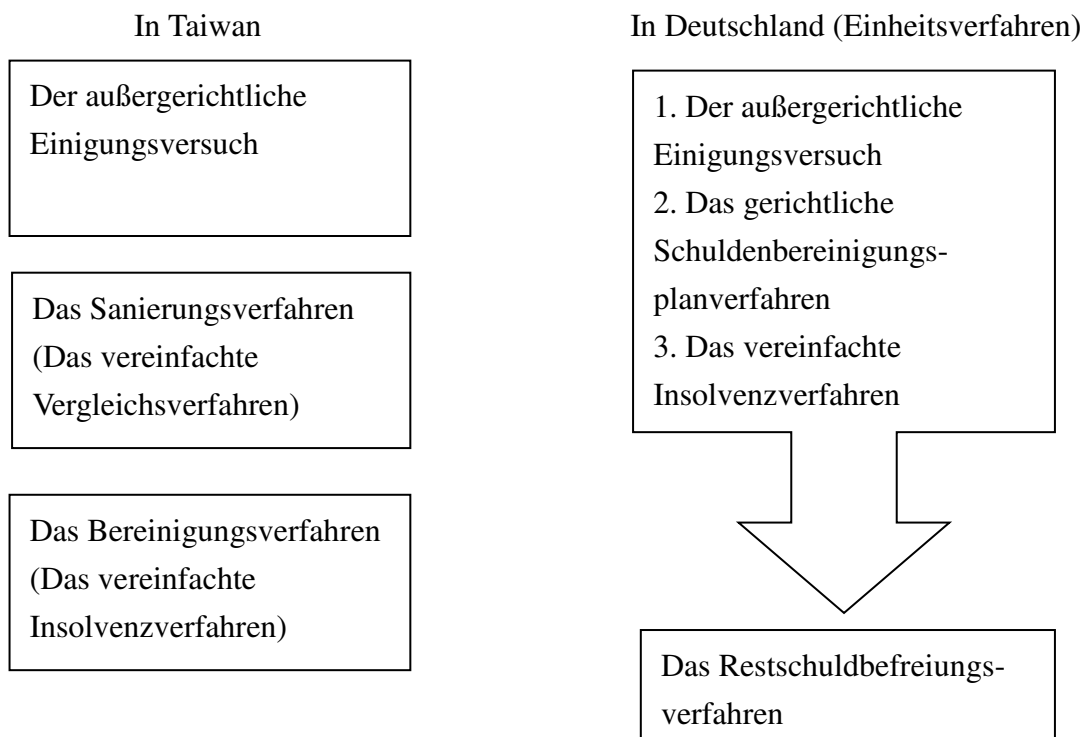 In Taiwan
Der außergerichtliche
Einigungsversuch
Das Sanierungsverfahren
(Das vereinfachte
Vergleichsverfahren)
Das Bereinigungsverfahren
(Das vereinfachte
Insolvenzverfahren)
In Deutschland (Einheitsverfahren)
1. Der außergerichtliche
Einigungsversuch
2. Das gerichtliche
Schuldenbereinigungs-
planverfahren
3. Das vereinfachte
Insolvenzverfahren
Das Restschuldbefreiungs-
verfahren